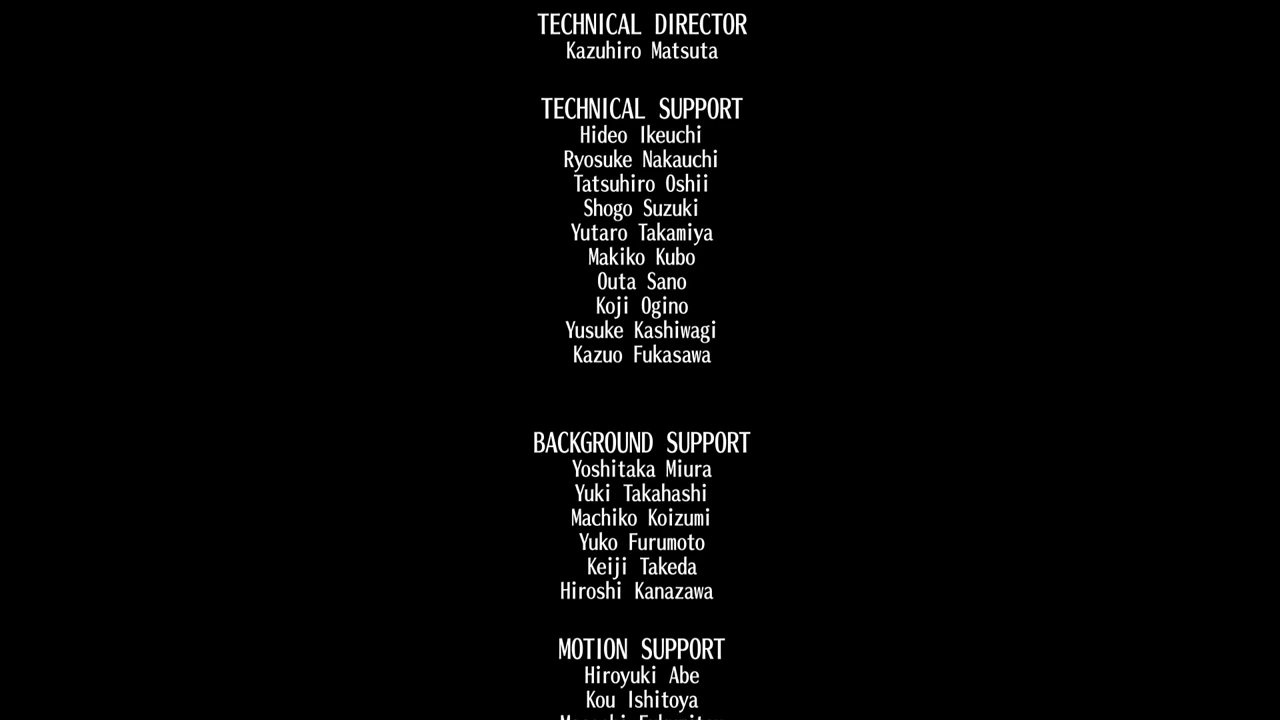 TECHNICAL DIRECTOR
Kazuhiro Matsuta
TECHNICAL SUPPORT
Hideo Ikeuchi
Ryosuke Nakauchi
Tatsuhiro Oshii
Shogo Suzuki
Yutaro Takamiya
Makiko Kubo
Outa Sano
Koji Ogino
Yusuke Kashiwagi
Kazuo Fukasawa
BACKGROUND SUPPORT
Yoshitaka Miura
Yuki Takahashi
Machiko Koizumi
Yuko Furumoto
Keiji Takeda
Hiroshi Kanazawa
MOTION SUPPORT
Hiroyuki Abe
Kou Ishitoya